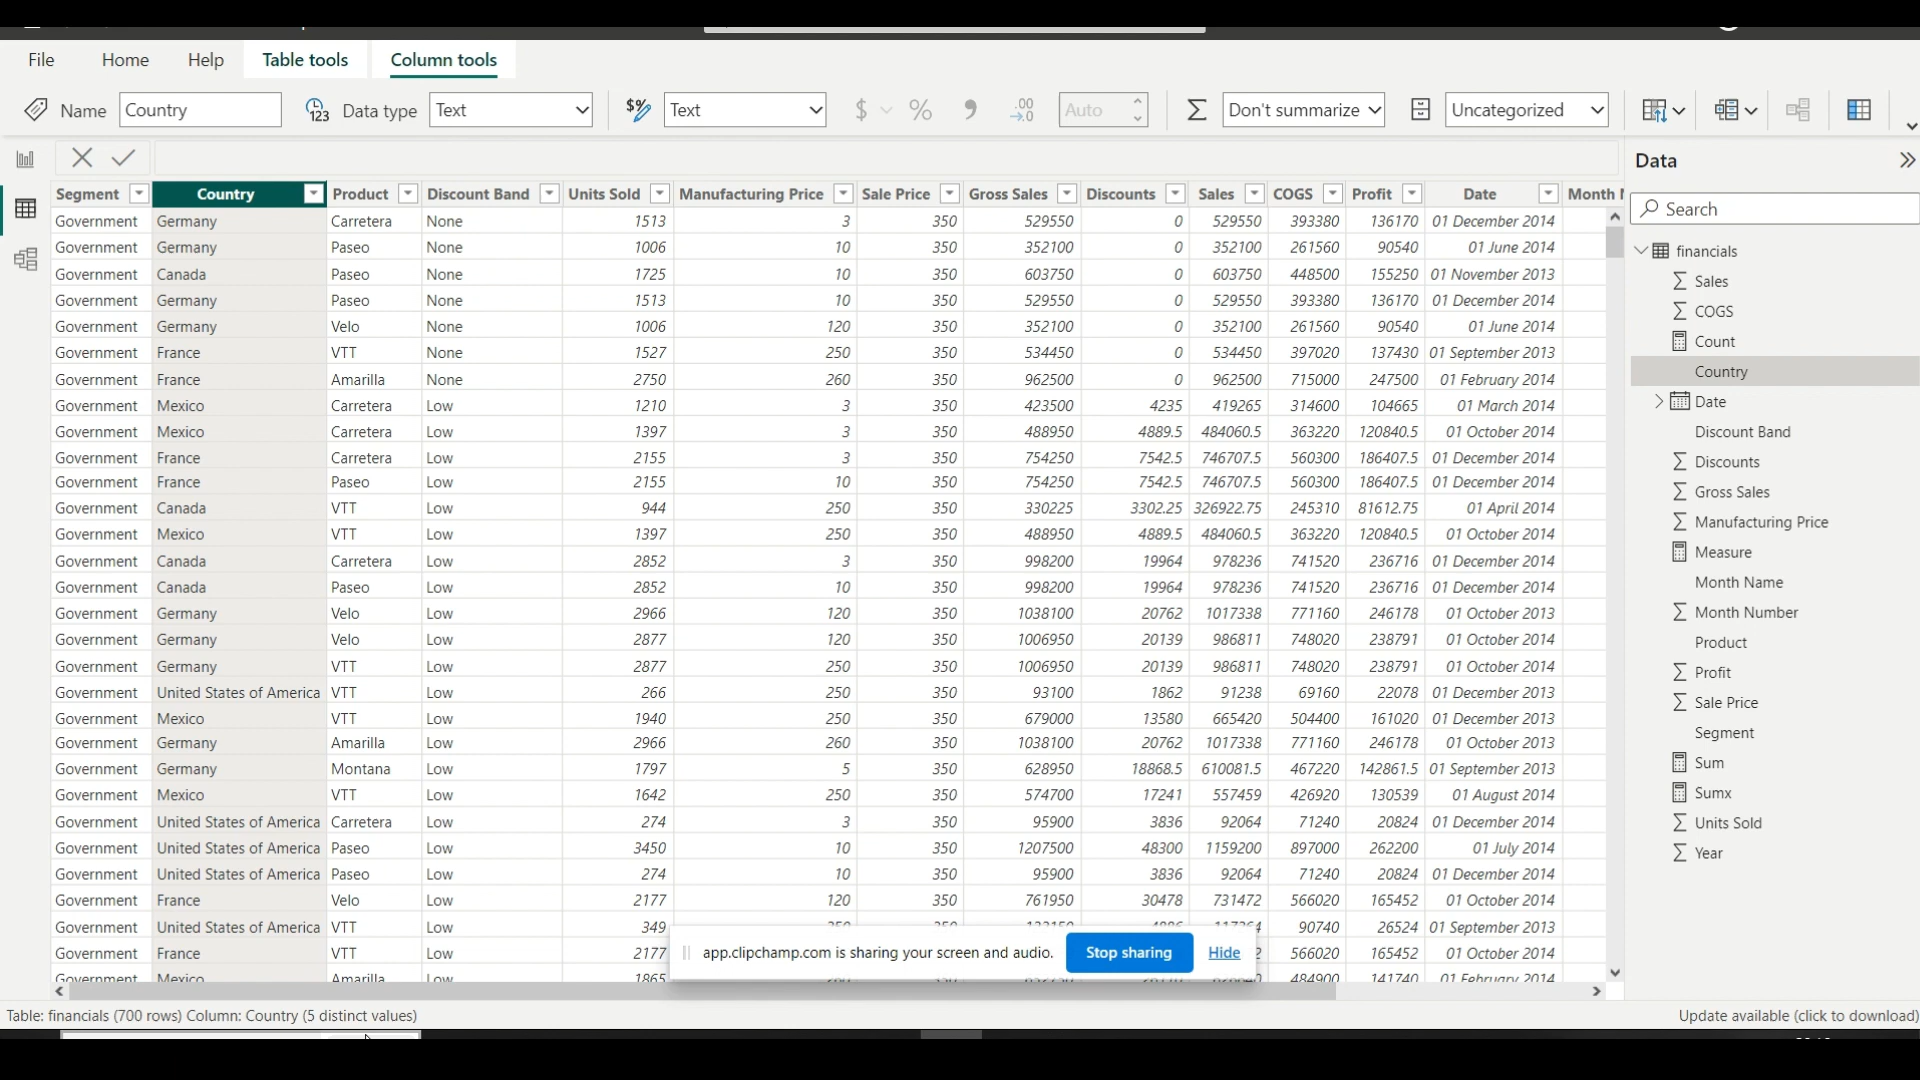 File Home Help Table tools Column tools
Name Country Data type Text $% Text $ % 9 .00 Auto Σ Don't summarize Uncategorized
Data
Segment Country Product Discount Band Units Sold Manufacturing Price Sale Price Gross Sales Discounts Sales COGS Profit Date Month
Search
Government Germany Carretera None 1513 3 350 529550 0 529550 393380 136170 01 December 2014
Government Germany Paseo None 1006 10 350 352100 0 352100 261560 90540 01 June 2014
Government Canada Paseo None 1725 10 350 603750 0 603750 448500 155250 01 November 2013
Government Germany Paseo None 1513 10 350 529550 0 529550 393380 136170 01 December 2014
Government Germany Velo None 1006 120 350 352100 0 352100 261560 90540 01 June 2014
Government France VTT None 1527 250 350 534450 0 534450 397020 137430 01 September 2013
Government France Amarilla None 2750 260 350 962500 0 962500 715000 247500 01 February 2014
Government Mexico Carretera Low 1210 3 350 423500 4235 419265 314600 104665 01 March 2014
Government Mexico Carretera Low 1397 3 350 488950 4889.5 484060.5 363220 120840.5 01 October 2014
Government France Carretera Low 2155 3 350 754250 7542.5 746707.5 560300 186407.5 01 December 2014
Government France Paseo Low 2155 10 350 754250 7542.5 746707.5 560300 186407.5 01 December 2014
Government Canada VTT Low 944 250 350 330225 3302.25 326922.75 245310 81612.75 01 April 2014
Government Mexico VTT Low 1397 250 350 488950 4889.5 484060.5 363220 120840.5 01 October 2014
Government Canada Carretera Low 2852 3 350 998200 19964 978236 741520 236716 01 December 2014
Government Canada Paseo Low 2852 10 350 998200 19964 978236 741520 236716 01 December 2014
Government Germany Velo Low 2966 120 350 1038100 20762 1017338 771160 246178 01 October 2013
Government Germany Velo Low 2877 120 350 1006950 20139 986811 748020 238791 01 October 2014
Government Germany VTT Low 2877 250 350 1006950 20139 986811 748020 238791 01 October 2014
Government United States of America VTT Low 266 250 350 93100 1862 91238 69160 22078 01 December 2013
Government Mexico VTT Low 1940 250 350 679000 13580 665420 504400 161020 01 December 2013
Government Germany Amarilla Low 2966 260 350 1038100 20762 1017338 771160 246178 01 October 2013
Government Germany Montana Low 1797 5 350 628950 18868.5 610081.5 467220 142861.5 01 September 2013
Government Mexico VTT Low 1642 250 350 574700 17241 557459 426920 130539 01 August 2014
Government United States of America Carretera Low 274 3 350 95900 3836 92064 71240 20824 01 December 2014
Government United States of America Paseo Low 3450 10 350 1207500 48300 1159200 897000 262200 01 July 2014
Government United States of America Paseo Low 274 10 350 95900 3836 92064 71240 20824 01 December 2014
Government France Velo Low 2177 120 350 761950 30478 731472 566020 165452 01 October 2014
Government United States of America VTT Low 349 90740 26524 01 September 2013
Government France VTT Low 2177 566020 165452 01 October 2014
Government Mexico Amarilla Low 1865 484900 141740 01 February 2014
app.clipchamp.com is sharing your screen and audio. Stop sharing Hide
financials
Σ Sales
Σ COGS
Count
Country
Date
Discount Band
Σ Discounts
Σ Gross Sales
Σ Manufacturing Price
Measure
Month Name
Σ Month Number
Product
Σ Profit
Σ Sale Price
Segment
Sum
Sumx
Σ Units Sold
Σ Year
Table: financials (700 rows) Column: Country (5 distinct values)
Update available (click to download)